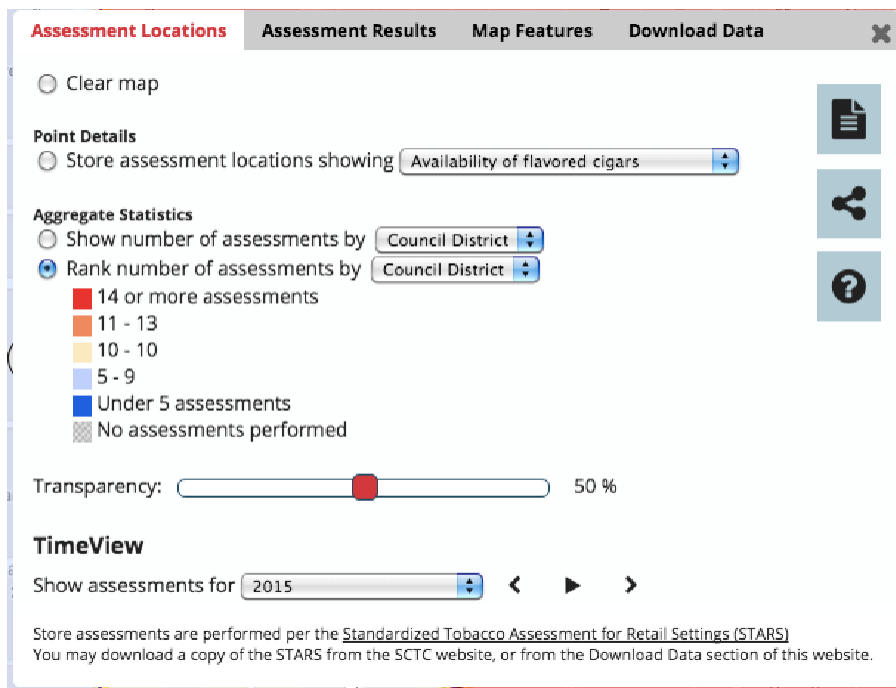 Assessment Locations Assessment Results Map Features Download Data
Clear map
Point Details
Store assessment locations showing Availability of flavored cigars
Aggregate Statistics
Show number of assessments by Council District
Rank number of assessments by Council District
14 or more assessments
11 - 13
10 - 10
5 - 9
Under 5 assessments
No assessments performed
Transparency: 50 %
TimeView
Show assessments for 2015
Store assessments are performed per the Standardized Tobacco Assessment for Retail Settings (STARS)
You may download a copy of the STARS from the SCTC website, or from the Download Data section of this website.